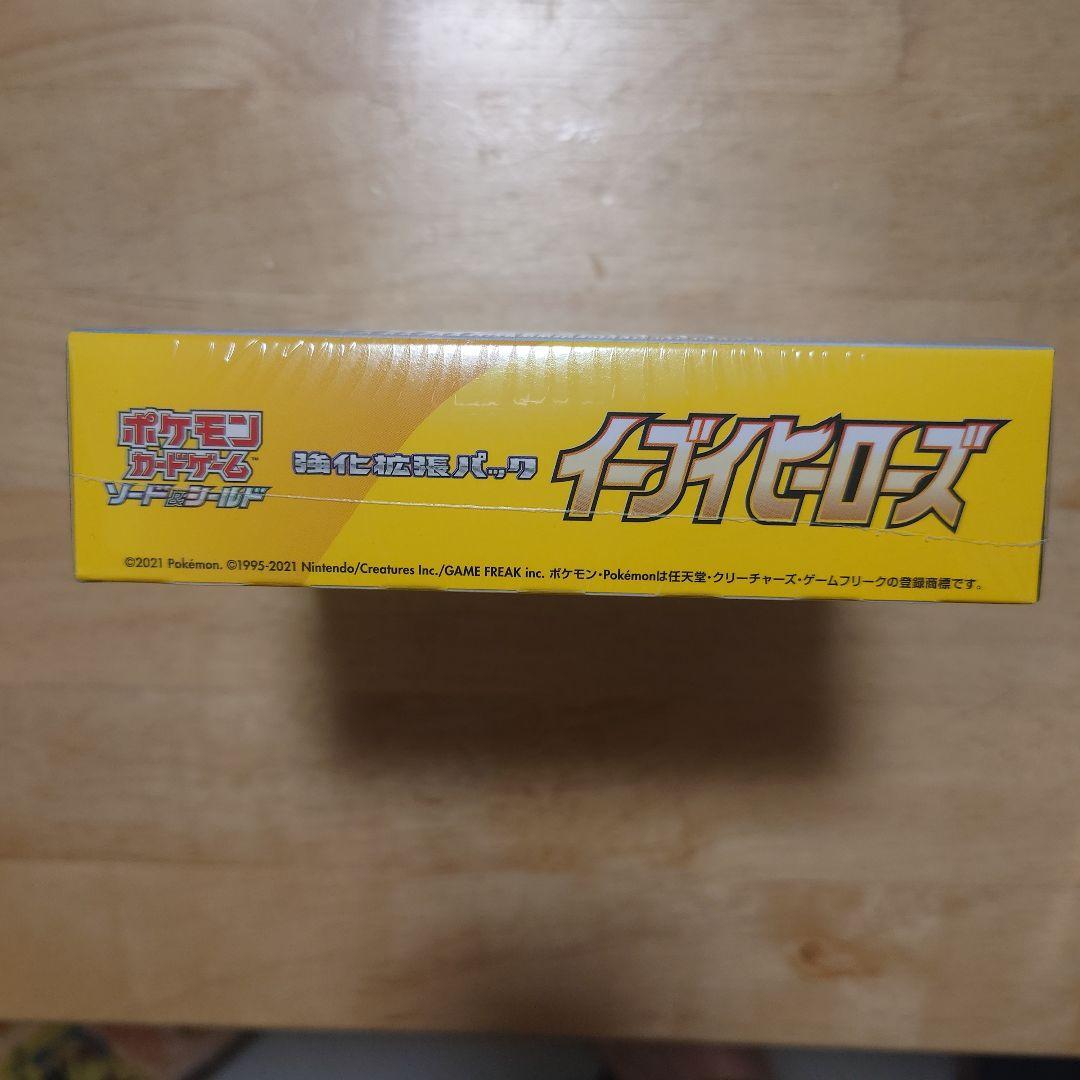 ポケモン
カードゲーム™
ソード&シールド
強化拡張パック
イーブイヒーローズ
©2021 Pokémon. ©1995-2021 Nintendo/Creatures Inc./GAME FREAK inc. ポケモン・Pokémonは任天堂・クリーチャーズ・ゲームフリークの登録商標です。